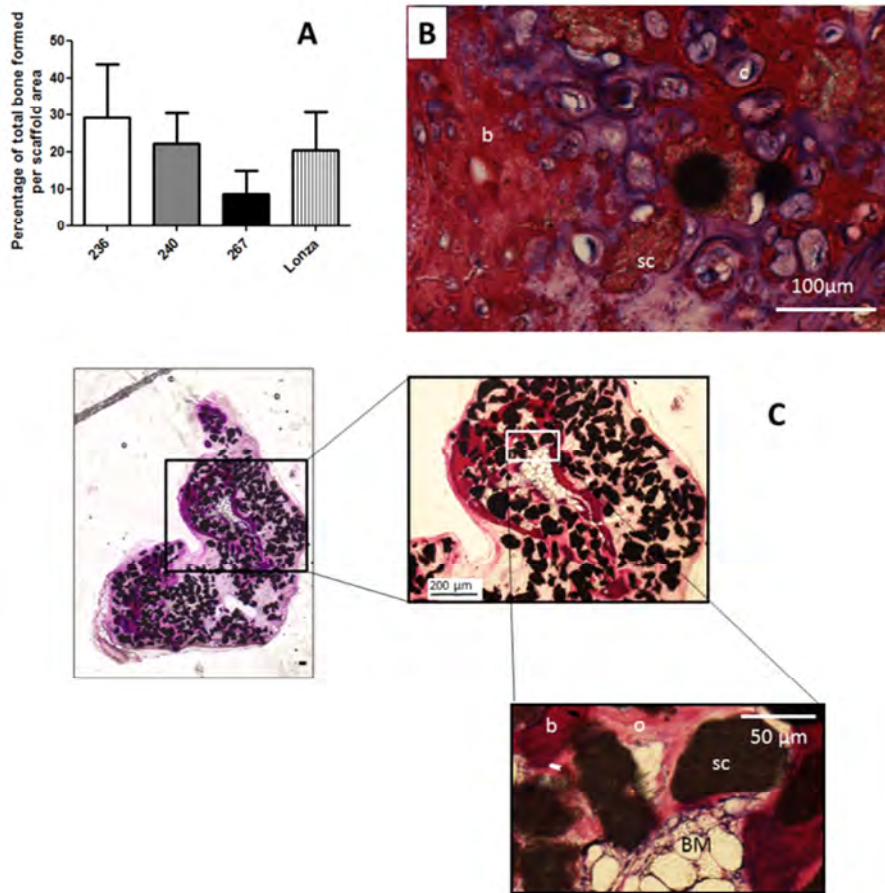 A
Percentage of total bone formed
per scaffold area
50
40
30
20
10
0
236
240
267
Lonza
B
b
c
sc
100µm
C
200 µm
b
o
sc
50 µm
BM